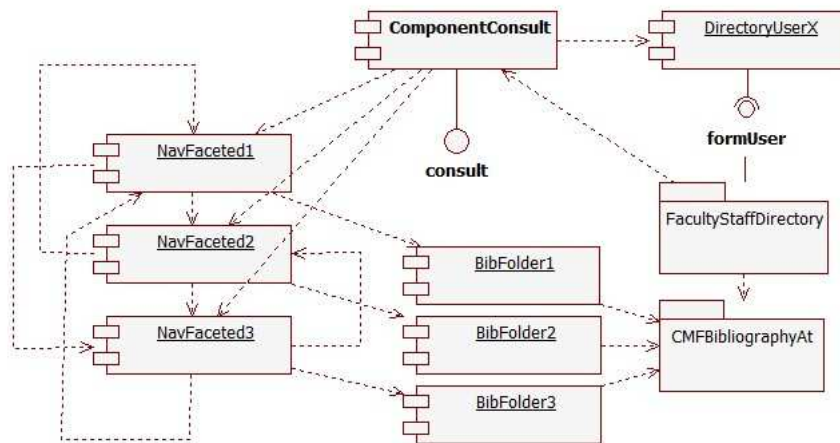 ComponentConsult
DirectoryUserX
NavFaceted1
consult
formUser
FacultyStaffDirectory
NavFaceted2
BibFolder1
NavFaceted3
BibFolder2
CMFBibliographyAt
BibFolder3